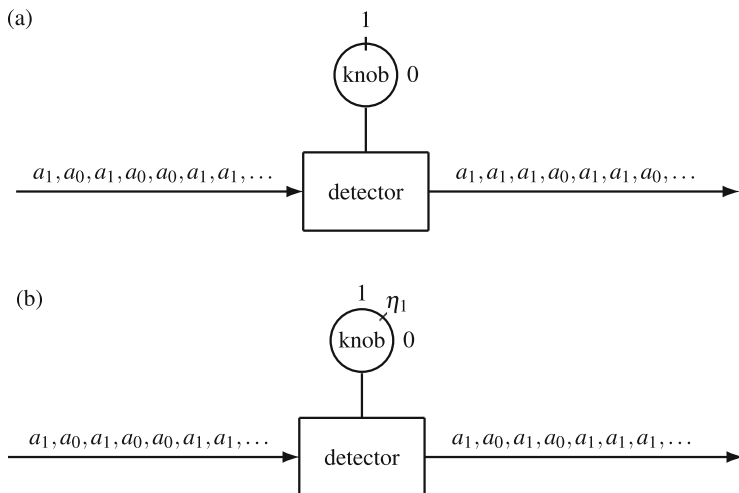 (a)
1
knob 0
a₁, a₀, a₁, a₀, a₀, a₁, a₁, …
detector
a₁, a₁, a₁, a₀, a₁, a₁, a₀, …
(b)
1
η₁
knob 0
a₁, a₀, a₁, a₀, a₀, a₁, a₁, …
detector
a₁, a₀, a₁, a₀, a₁, a₁, a₁, …